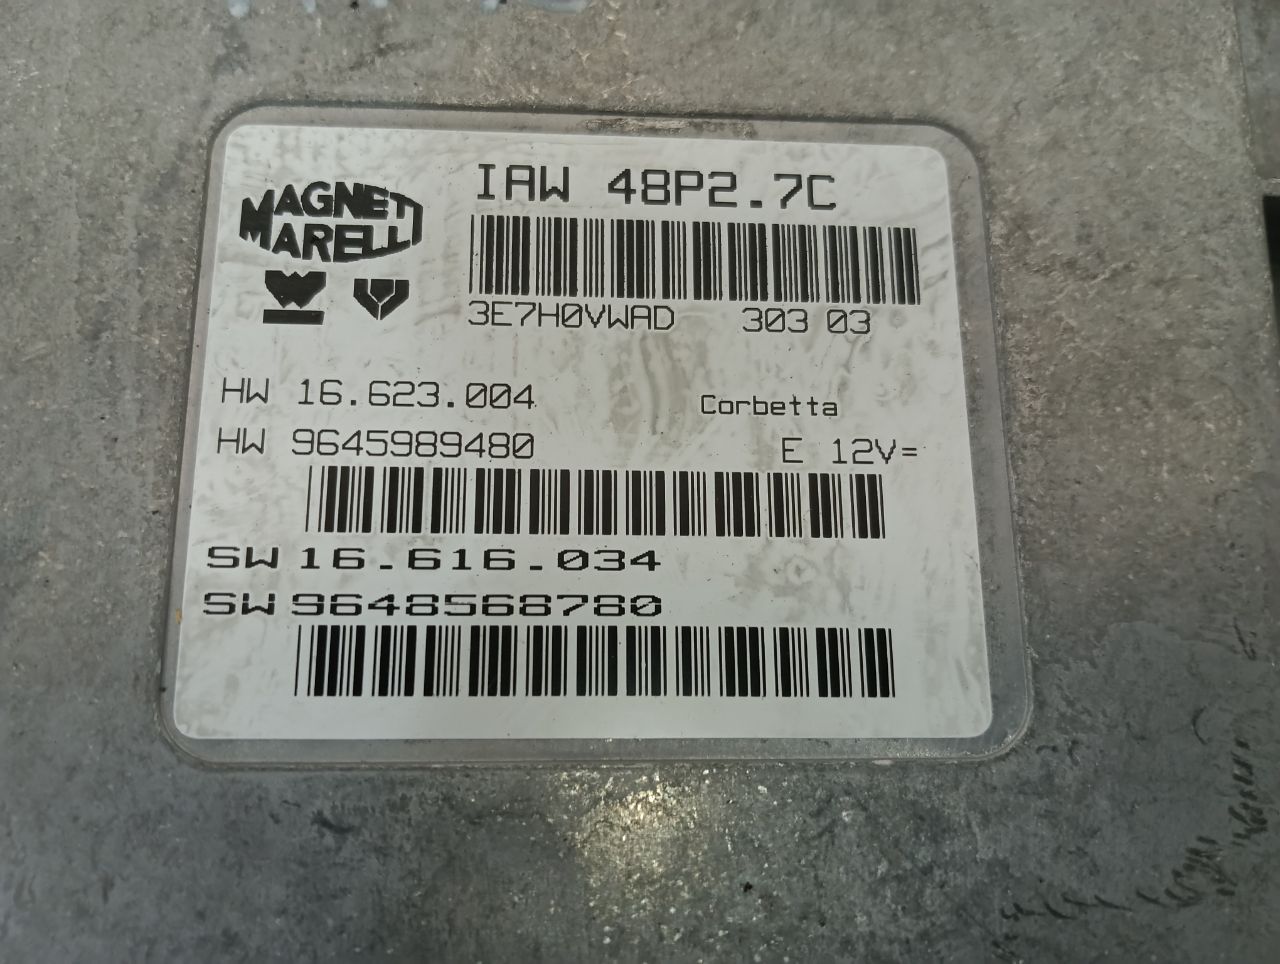 MAGNETI
MARELLI
IAW 48P2.7C
3E7H0VWAD 303 03
HW 16.623.004
Corbetta
HW 9645989480
E 12V=
SW 16.616.034
SW 9648568780